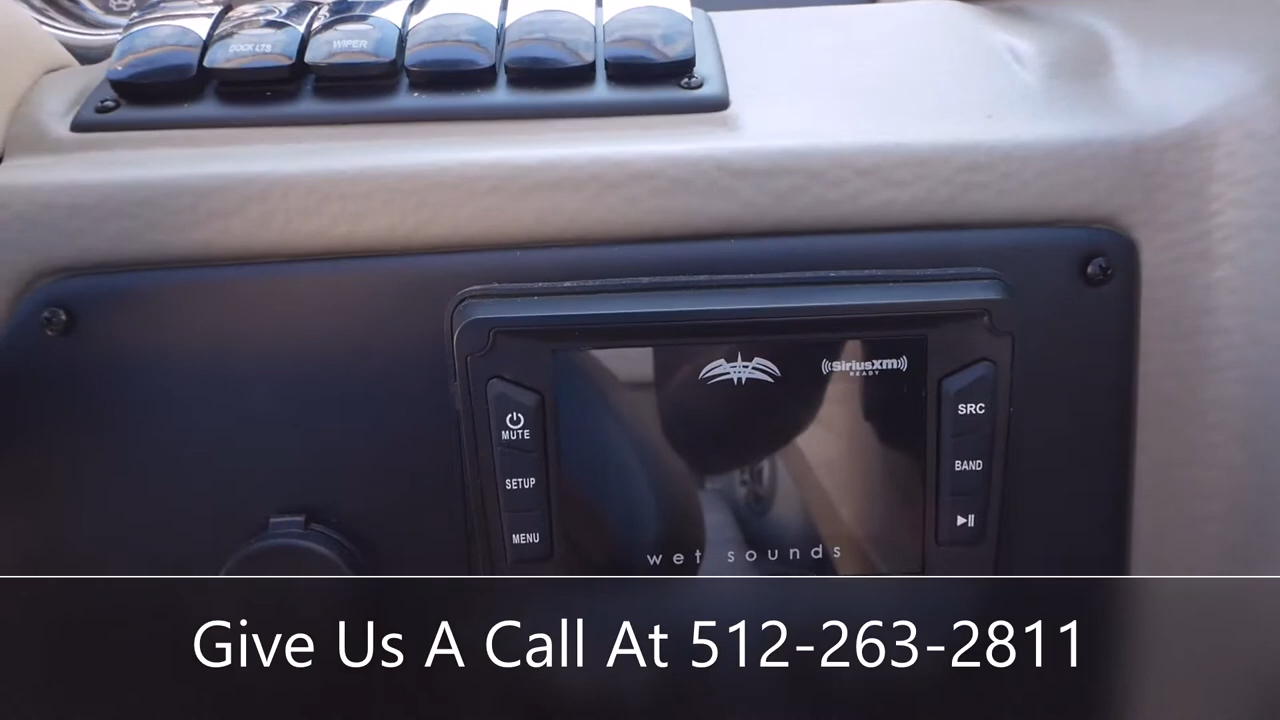 DOCK LTS
WIPER
SiriusXm
READY
MUTE
SETUP
MENU
SRC
BAND
wet sounds
Give Us A Call At 512-263-2811